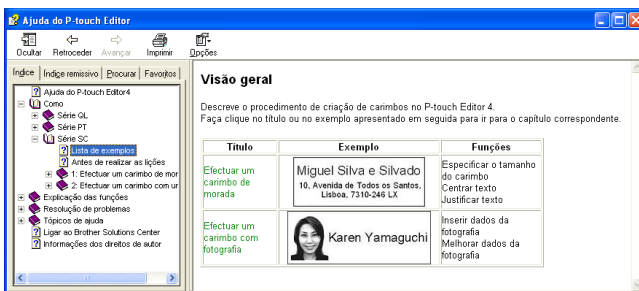 Ajuda do P-touch Editor
Ocultar Retroceder Avançar Imprimir Opções
Índice Indice remissivo Procurar Favoritos
Ajuda do P-touch Editor4
Como
Série QL
Série PT
Série SC
Lista de exemplos
Antes de realizar as lições
1: Efectuar um carimbo de mor
2: Efectuar um carimbo com ur
Explicação das funções
Resolução de problemas
Tópicos de ajuda
Ligar ao Brother Solutions Center
Informações dos direitos de autor
Visão geral
Descreve o procedimento de criação de carimbos no P-touch Editor 4.
Faça clique no título ou no exemplo apresentado em seguida para ir para o capítulo correspondente.
Título Exemplo Funções
Efectuar um carimbo de morada
Miguel Silva e Silvado
10, Avenida de Todos os Santos,
Lisboa, 7310-246 LX
Especificar o tamanho do carimbo
Centrar texto
Justificar texto
Efectuar um carimbo com fotografia
Karen Yamaguchi
Inserir dados da fotografia
Melhorar dados da fotografia